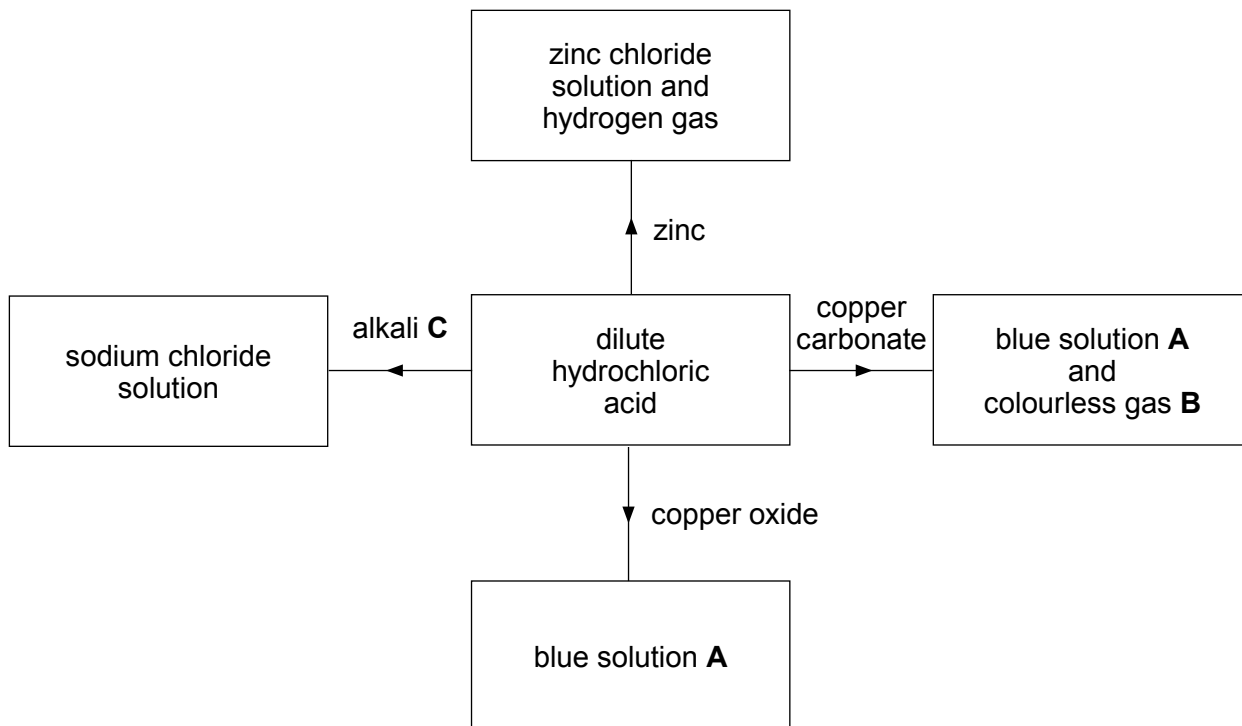 zinc chloride
solution and
hydrogen gas
zinc
sodium chloride
solution
alkali C
dilute
hydrochloric
acid
copper
carbonate
blue solution A
and
colourless gas B
copper oxide
blue solution A